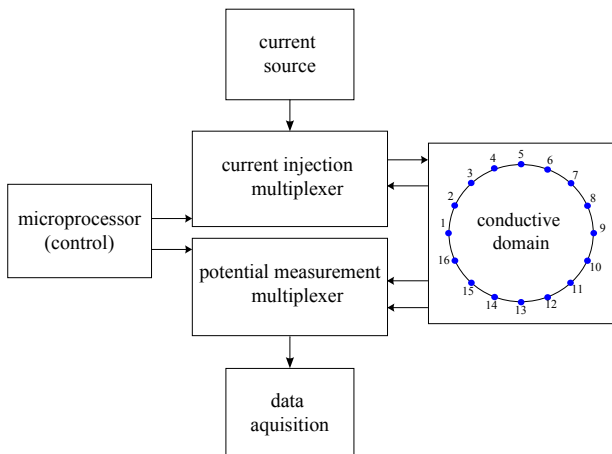 current
source
current injection
multiplexer
microprocessor
(control)
potential measurement
multiplexer
data
aquisition
conductive
domain
1
2
3
4
5
6
7
8
9
10
11
12
13
14
15
16